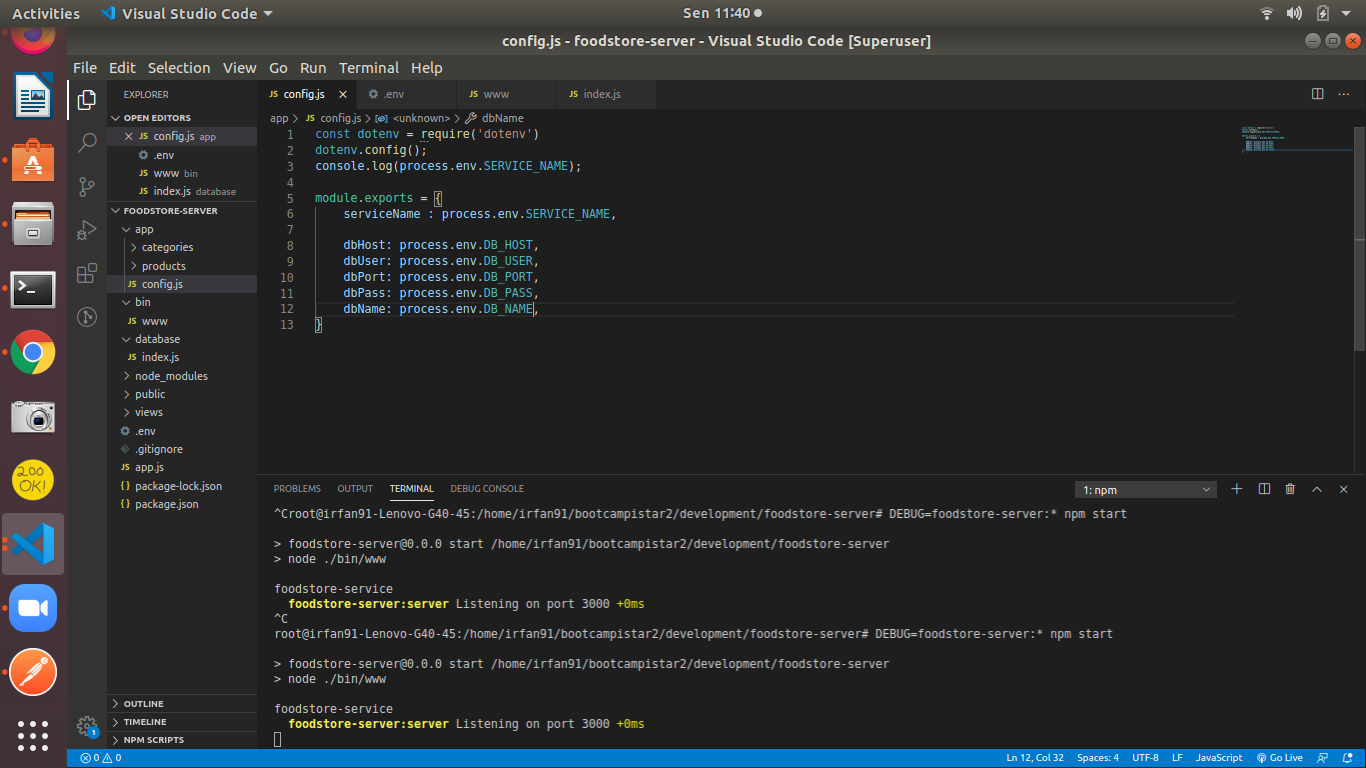 Activities
Visual Studio Code
Sen 11:40
config.js - foodstore-server - Visual Studio Code [Superuser]
File Edit Selection View Go Run Terminal Help
EXPLORER
OPEN EDITORS
JS config.js app
.env
JS www bin
JS index.js database
FOODSTORE-SERVER
app
categories
products
JS config.js
bin
JS www
database
JS index.js
node_modules
public
views
.env
.gitignore
JS app.js
{} package-lock.json
{} package.json
OUTLINE
TIMELINE
NPM SCRIPTS
JS config.js
.env
JS www
JS index.js
app > JS config.js > <unknown> > dbName
1 const dotenv = require('dotenv')
2 dotenv.config();
3 console.log(process.env.SERVICE_NAME);
4
5 module.exports = {
6 serviceName : process.env.SERVICE_NAME,
7
8 dbHost: process.env.DB_HOST,
9 dbUser: process.env.DB_USER,
10 dbPort: process.env.DB_PORT,
11 dbPass: process.env.DB_PASS,
12 dbName: process.env.DB_NAME,
13 }
PROBLEMS OUTPUT TERMINAL DEBUG CONSOLE
1: npm
^Croot@irfan91-Lenovo-G40-45:/home/irfan91/bootcampistar2/development/foodstore-server# DEBUG=foodstore-server:* npm start
> foodstore-server@0.0.0 start /home/irfan91/bootcampistar2/development/foodstore-server
> node ./bin/www
foodstore-service
foodstore-server:server Listening on port 3000 +0ms
^C
root@irfan91-Lenovo-G40-45:/home/irfan91/bootcampistar2/development/foodstore-server# DEBUG=foodstore-server:* npm start
> foodstore-server@0.0.0 start /home/irfan91/bootcampistar2/development/foodstore-server
> node ./bin/www
foodstore-service
foodstore-server:server Listening on port 3000 +0ms
200 OK!
1
0 0
Ln 12, Col 32 Spaces: 4 UTF-8 LF JavaScript Go Live